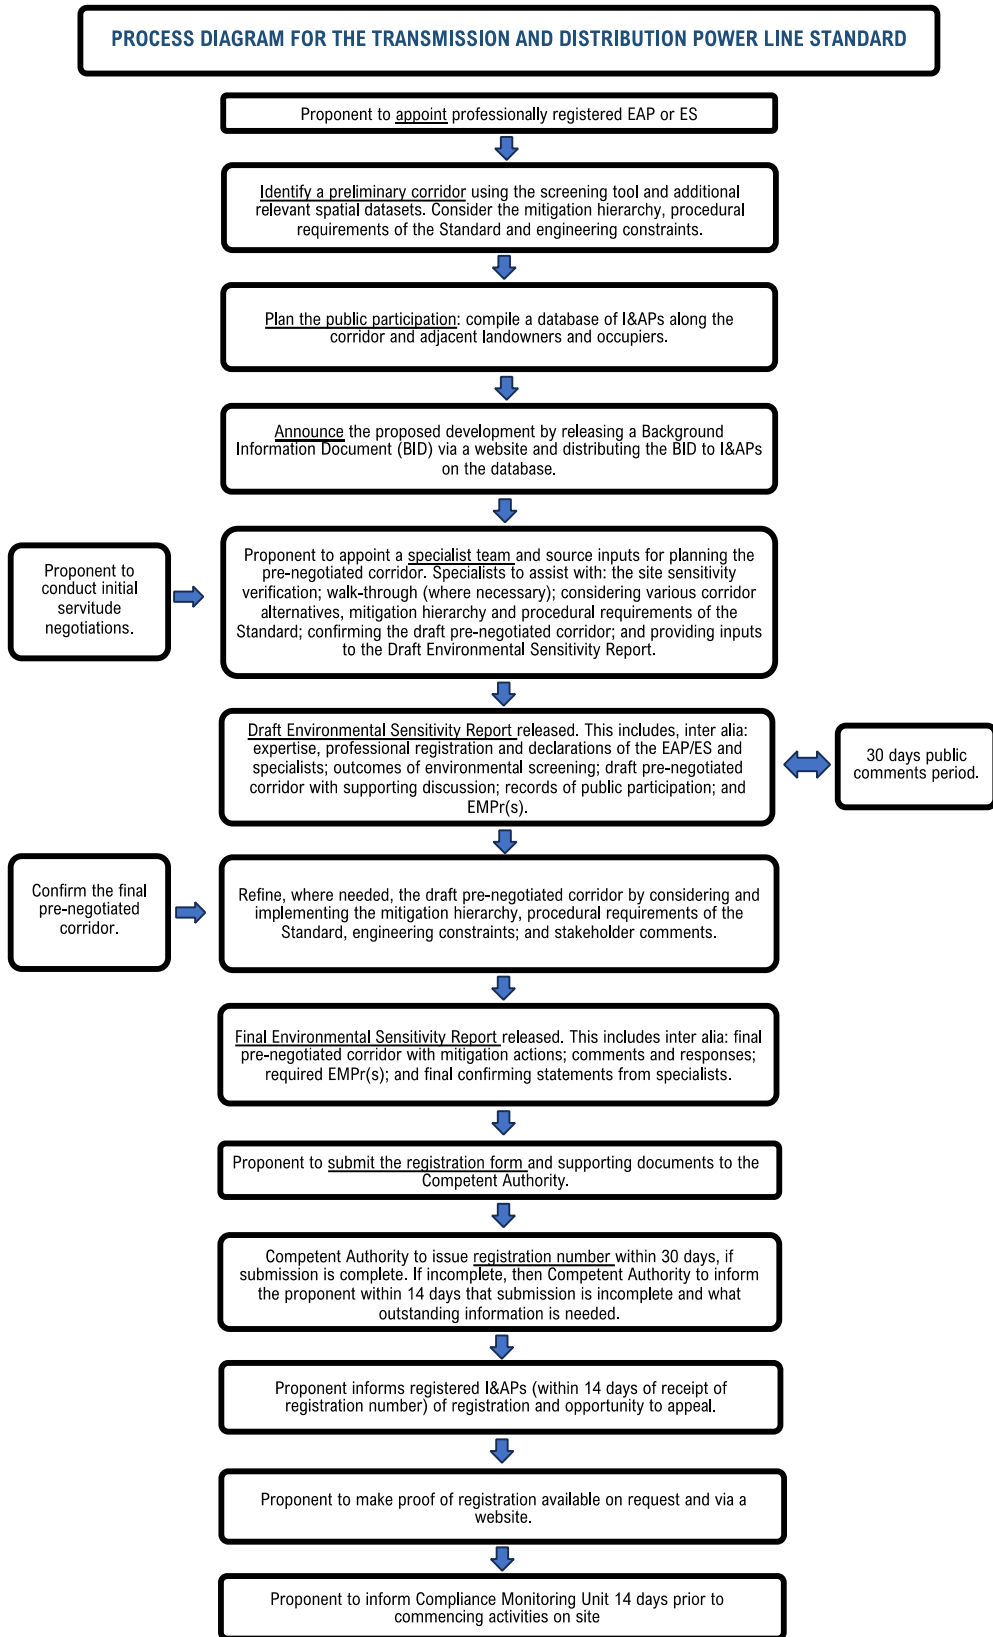 PROCESS DIAGRAM FOR THE TRANSMISSION AND DISTRIBUTION POWER LINE STANDARD
Proponent to appoint professionally registered EAP or ES
Identify a preliminary corridor using the screening tool and additional
relevant spatial datasets. Consider the mitigation hierarchy, procedural
requirements of the Standard and engineering constraints.
Plan the public participation: compile a database of I&APs along the
corridor and adjacent landowners and occupiers.
Announce the proposed development by releasing a Background
Information Document (BID) via a website and distributing the BID to I&APs
on the database.
Proponent to
conduct initial
servitude
negotiations.
Proponent to appoint a specialist team and source inputs for planning the
pre-negotiated corridor. Specialists to assist with: the site sensitivity
verification; walk-through (where necessary); considering various corridor
alternatives, mitigation hierarchy and procedural requirements of the
Standard; confirming the draft pre-negotiated corridor; and providing inputs
to the Draft Environmental Sensitivity Report.
Draft Environmental Sensitivity Report released. This includes, inter alia:
expertise, professional registration and declarations of the EAP/ES and
specialists; outcomes of environmental screening; draft pre-negotiated
corridor with supporting discussion; records of public participation; and
EMPr(s).
30 days public
comments period.
Confirm the final
pre-negotiated
corridor.
Refine, where needed, the draft pre-negotiated corridor by considering and
implementing the mitigation hierarchy, procedural requirements of the
Standard, engineering constraints; and stakeholder comments.
Final Environmental Sensitivity Report released. This includes inter alia: final
pre-negotiated corridor with mitigation actions; comments and responses;
required EMPr(s); and final confirming statements from specialists.
Proponent to submit the registration form and supporting documents to the
Competent Authority.
Competent Authority to issue registration number within 30 days, if
submission is complete. If incomplete, then Competent Authority to inform
the proponent within 14 days that submission is incomplete and what
outstanding information is needed.
Proponent informs registered I&APs (within 14 days of receipt of
registration number) of registration and opportunity to appeal.
Proponent to make proof of registration available on request and via a
website.
Proponent to inform Compliance Monitoring Unit 14 days prior to
commencing activities on site